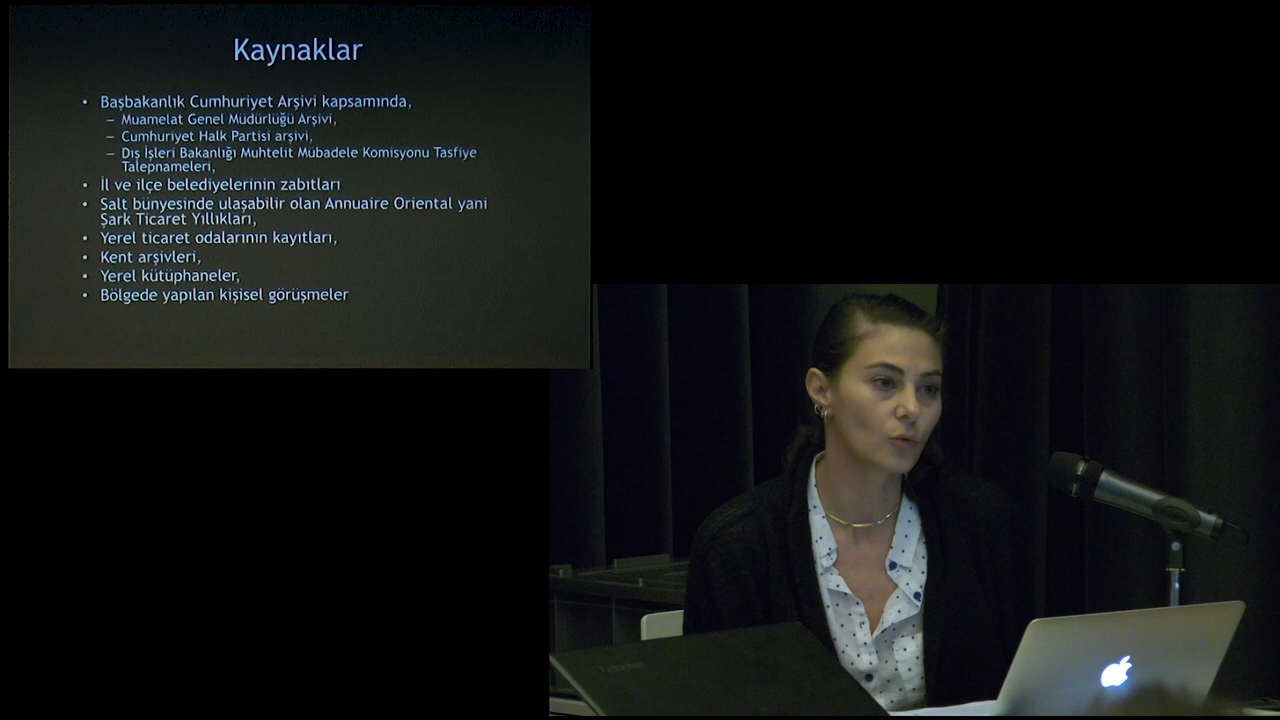 Kaynaklar
• Başbakanlık Cumhuriyet Arşivi kapsamında,
– Muamelat Genel Müdürlüğü Arşivi,
– Cumhuriyet Halk Partisi arşivi,
– Dış İşleri Bakanlığı Muhtelit Mübadele Komisyonu Tasfiye
Talepnameleri,
• İl ve ilçe belediyelerinin zabıtları
• Salt bünyesinde ulaşabilir olan Annuaire Oriental yani
Şark Ticaret Yıllıkları,
• Yerel ticaret odalarının kayıtları,
• Kent arşivleri,
• Yerel kütüphaneler,
• Bölgede yapılan kişisel görüşmeler